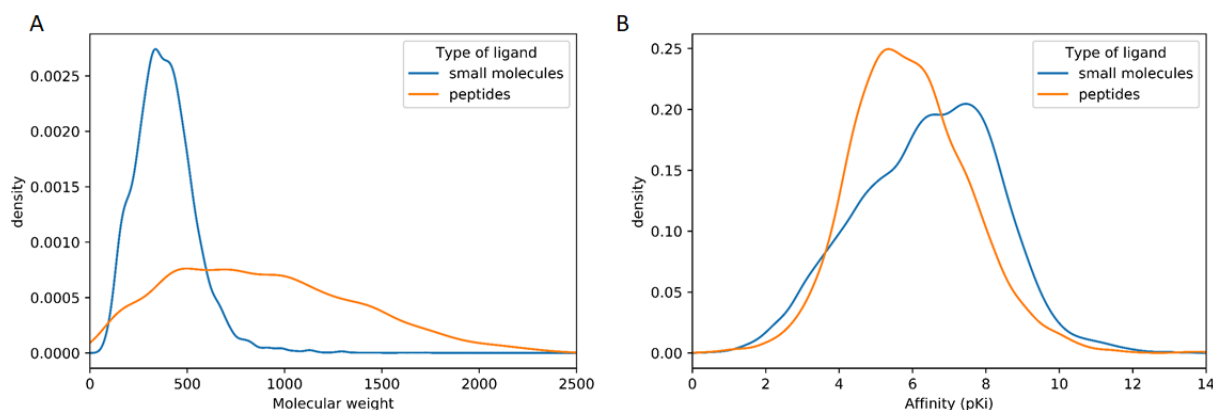 A
Type of ligand
small molecules
peptides
0.0025
0.0020
0.0015
0.0010
0.0005
0.0000
density
0
500
1000
1500
2000
2500
Molecular weight
B
Type of ligand
small molecules
peptides
0.25
0.20
0.15
0.10
0.05
0.00
density
0
2
4
6
8
10
12
14
Affinity (pKi)